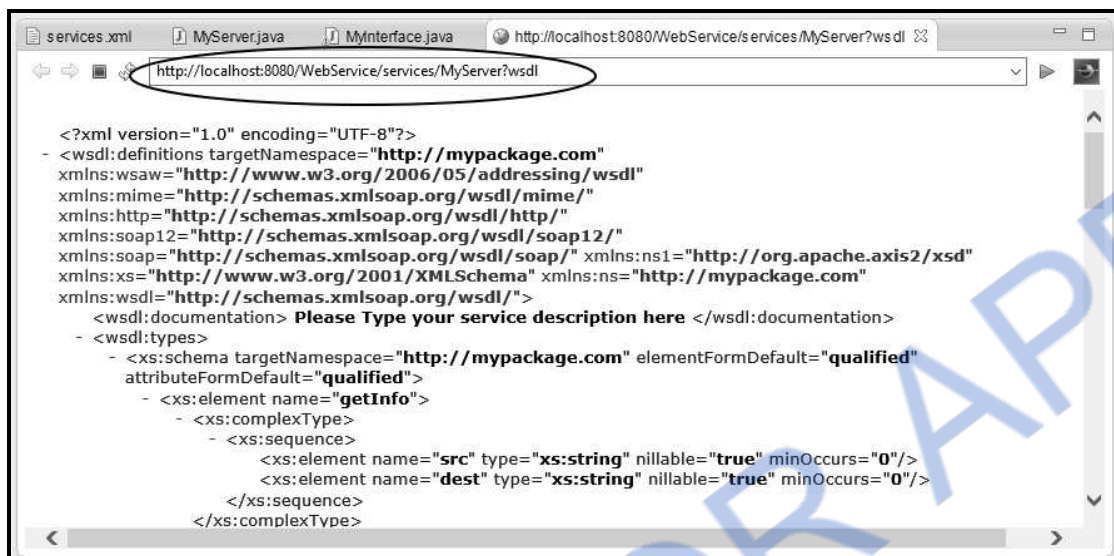 services.xml MyServer.java MyInterface.java http://localhost:8080/WebService/services/MyServer?wsdl
http://localhost:8080/WebService/services/MyServer?wsdl
<?xml version="1.0" encoding="UTF-8"?>
- <wsdl:definitions targetNamespace="http://mypackage.com"
xmlns:wsaw="http://www.w3.org/2006/05/addressing/wsdl"
xmlns:mime="http://schemas.xmlsoap.org/wsdl/mime/"
xmlns:http="http://schemas.xmlsoap.org/wsdl/http/"
xmlns:soap12="http://schemas.xmlsoap.org/wsdl/soap12/"
xmlns:soap="http://schemas.xmlsoap.org/wsdl/soap/" xmlns:ns1="http://org.apache.axis2/xsd"
xmlns:xs="http://www.w3.org/2001/XMLSchema" xmlns:ns="http://mypackage.com"
xmlns:wsdl="http://schemas.xmlsoap.org/wsdl/">
<wsdl:documentation> Please Type your service description here </wsdl:documentation>
- <wsdl:types>
- <xs:schema targetNamespace="http://mypackage.com" elementFormDefault="qualified"
attributeFormDefault="qualified">
- <xs:element name="getInfo">
- <xs:complexType>
- <xs:sequence>
<xs:element name="src" type="xs:string" nillable="true" minOccurs="0"/>
<xs:element name="dest" type="xs:string" nillable="true" minOccurs="0"/>
</xs:sequence>
</xs:complexType>